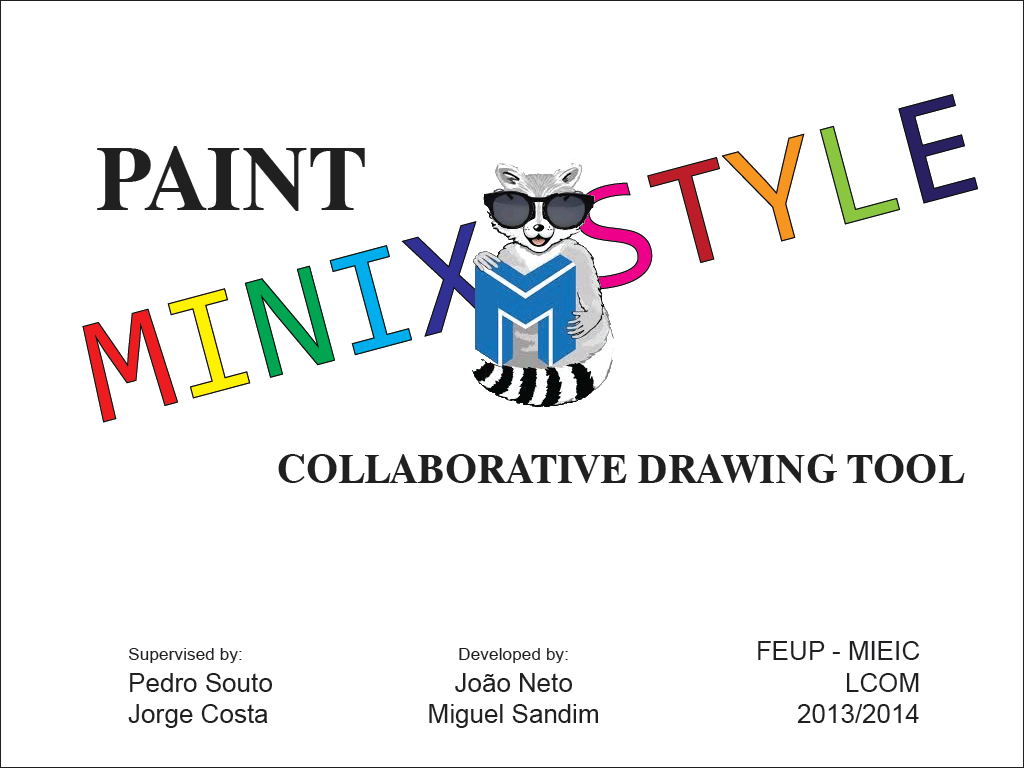 PAINT
MINIX STYLE
COLLABORATIVE DRAWING TOOL
Supervised by:
Pedro Souto
Jorge Costa
Developed by:
João Neto
Miguel Sandim
FEUP - MIEIC
LCOM
2013/2014